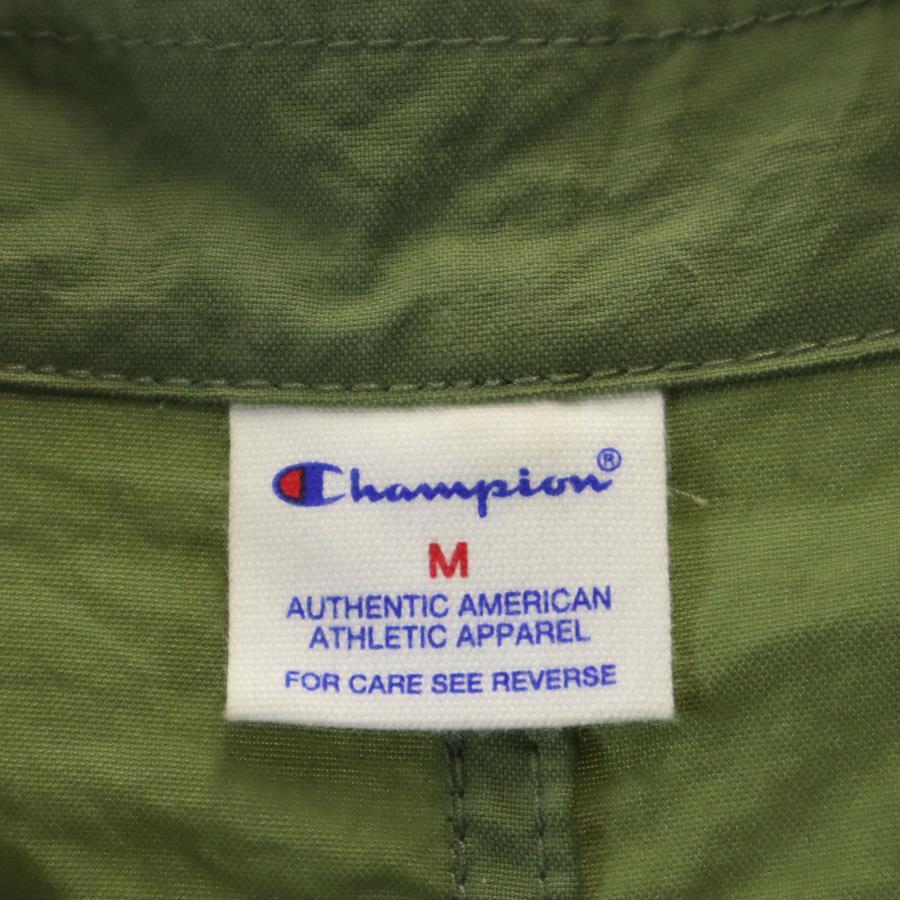 Champion®
M
AUTHENTIC AMERICAN
ATHLETIC APPAREL
FOR CARE SEE REVERSE